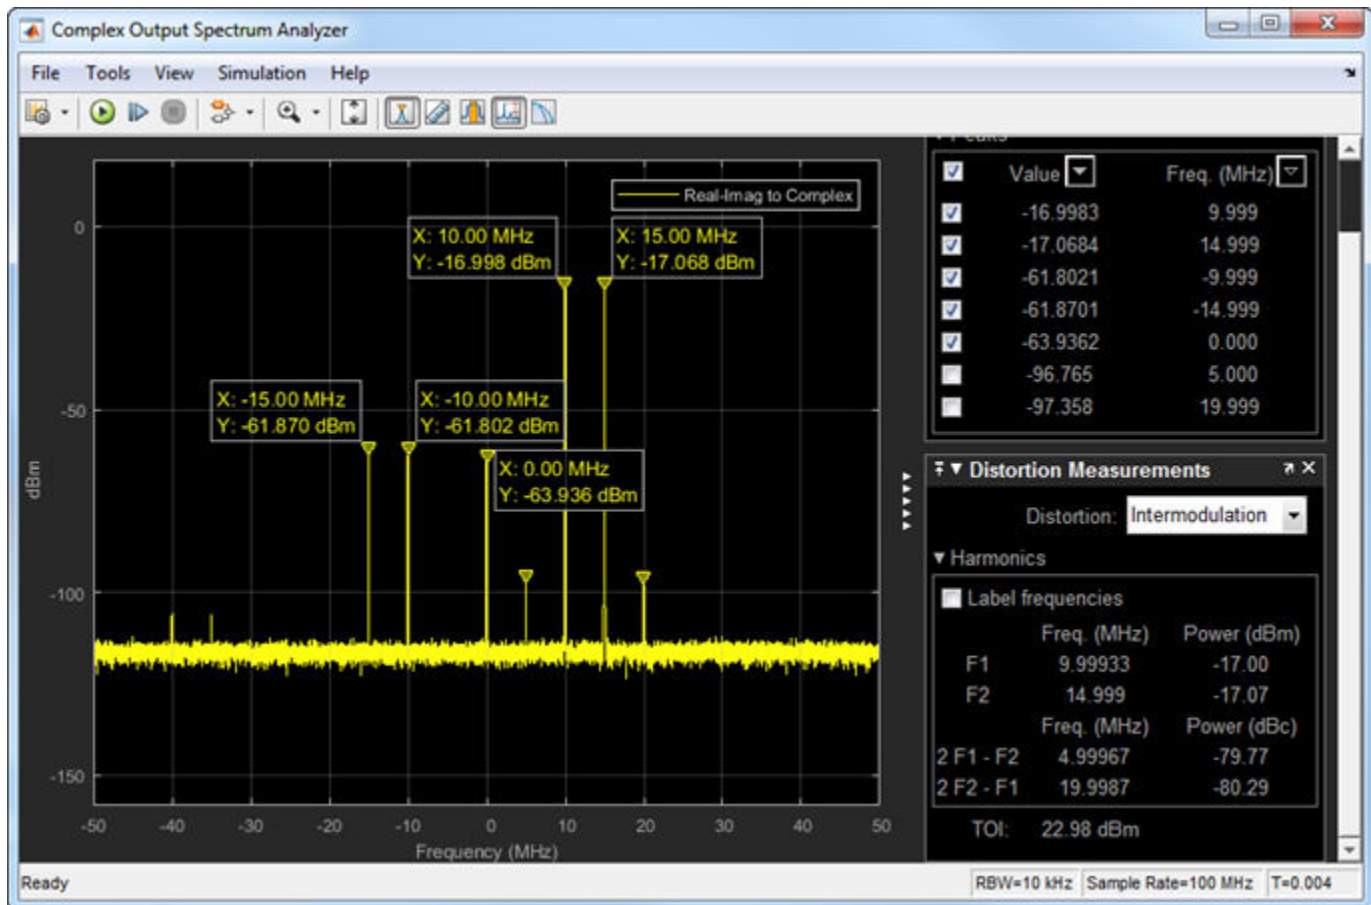 Complex Output Spectrum Analyzer
File Tools View Simulation Help
Real-Imag to Complex
X: 10.00 MHz
Y: -16.998 dBm
X: 15.00 MHz
Y: -17.068 dBm
X: -15.00 MHz
Y: -61.870 dBm
X: -10.00 MHz
Y: -61.802 dBm
X: 0.00 MHz
Y: -63.936 dBm
0
-50
-100
-150
dBm
-50 -40 -30 -20 -10 0 10 20 30 40 50
Frequency (MHz)
Peaks
Value Freq. (MHz)
-16.9983 9.999
-17.0684 14.999
-61.8021 -9.999
-61.8701 -14.999
-63.9362 0.000
-96.765 5.000
-97.358 19.999
Distortion Measurements
Distortion: Intermodulation
Harmonics
Label frequencies
Freq. (MHz) Power (dBm)
F1 9.99933 -17.00
F2 14.999 -17.07
Freq. (MHz) Power (dBc)
2 F1 - F2 4.99967 -79.77
2 F2 - F1 19.9987 -80.29
TOI: 22.98 dBm
Ready
RBW=10 kHz Sample Rate=100 MHz T=0.004